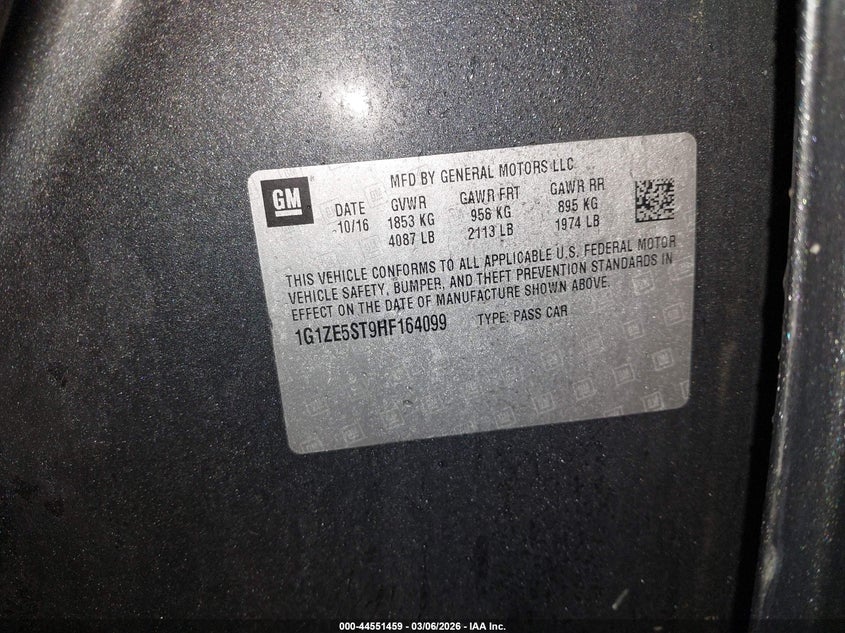 GM
MFD BY GENERAL MOTORS LLC
DATE GVWR GAWR FRT GAWR RR
10/16 1853 KG 956 KG 895 KG
4087 LB 2113 LB 1974 LB
THIS VEHICLE CONFORMS TO ALL APPLICABLE U.S. FEDERAL MOTOR
VEHICLE SAFETY, BUMPER, AND THEFT PREVENTION STANDARDS IN
EFFECT ON THE DATE OF MANUFACTURE SHOWN ABOVE.
1G1ZE5ST9HF164099 TYPE: PASS CAR
000-44551459 - 03/06/2026 - IAA Inc.